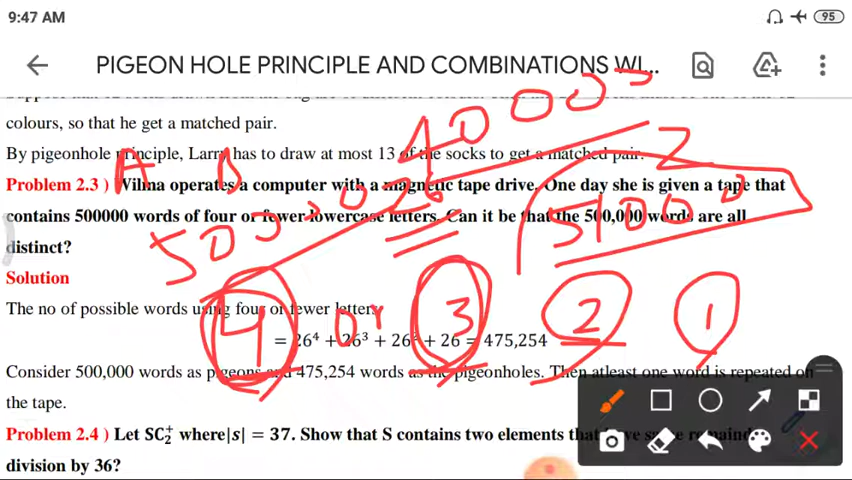 9:47 AM
95
PIGEON HOLE PRINCIPLE AND COMBINATIONS WI...
colours, so that he get a matched pair.
By pigeonhole principle, Larry has to draw at most 13 of the socks to get a matched pair.
Problem 2.3 ) Wilma operates a computer with a magnetic tape drive. One day she is given a tape that
contains 500000 words of four or fewer lowercase letters. Can it be that the 500,000 words are all
distinct?
Solution
The no of possible words using four or fewer letters
= 26⁴ + 26³ + 26² + 26 = 475,254
Consider 500,000 words as pigeons and 475,254 words as the pigeonholes. Then atleast one word is repeated on
the tape.
Problem 2.4 ) Let SC₂⁺ where|s| = 37. Show that S contains two elements that
division by 36?
A B
Z
26
4 or 3 2 1